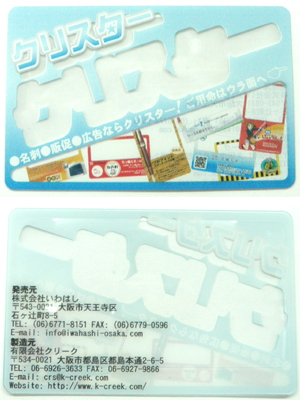 クリスター
クリスター
●名刺●販促●広告ならクリスター！ご用命はウラ面へ
発売元
株式会社いわはし
〒543-0021 大阪市天王寺区
石ヶ辻町8-5
TEL: (06)6771-8151 FAX: (06)6779-0596
E-mail: info@iwahashi-osaka.com
製造元
有限会社クリーク
〒534-0021 大阪市都島区都島本通2-6-5
TEL: 06-6926-3633 FAX: 06-6927-9866
E-mail: crs@k-creek.com
Website: http://www.k-creek.com/